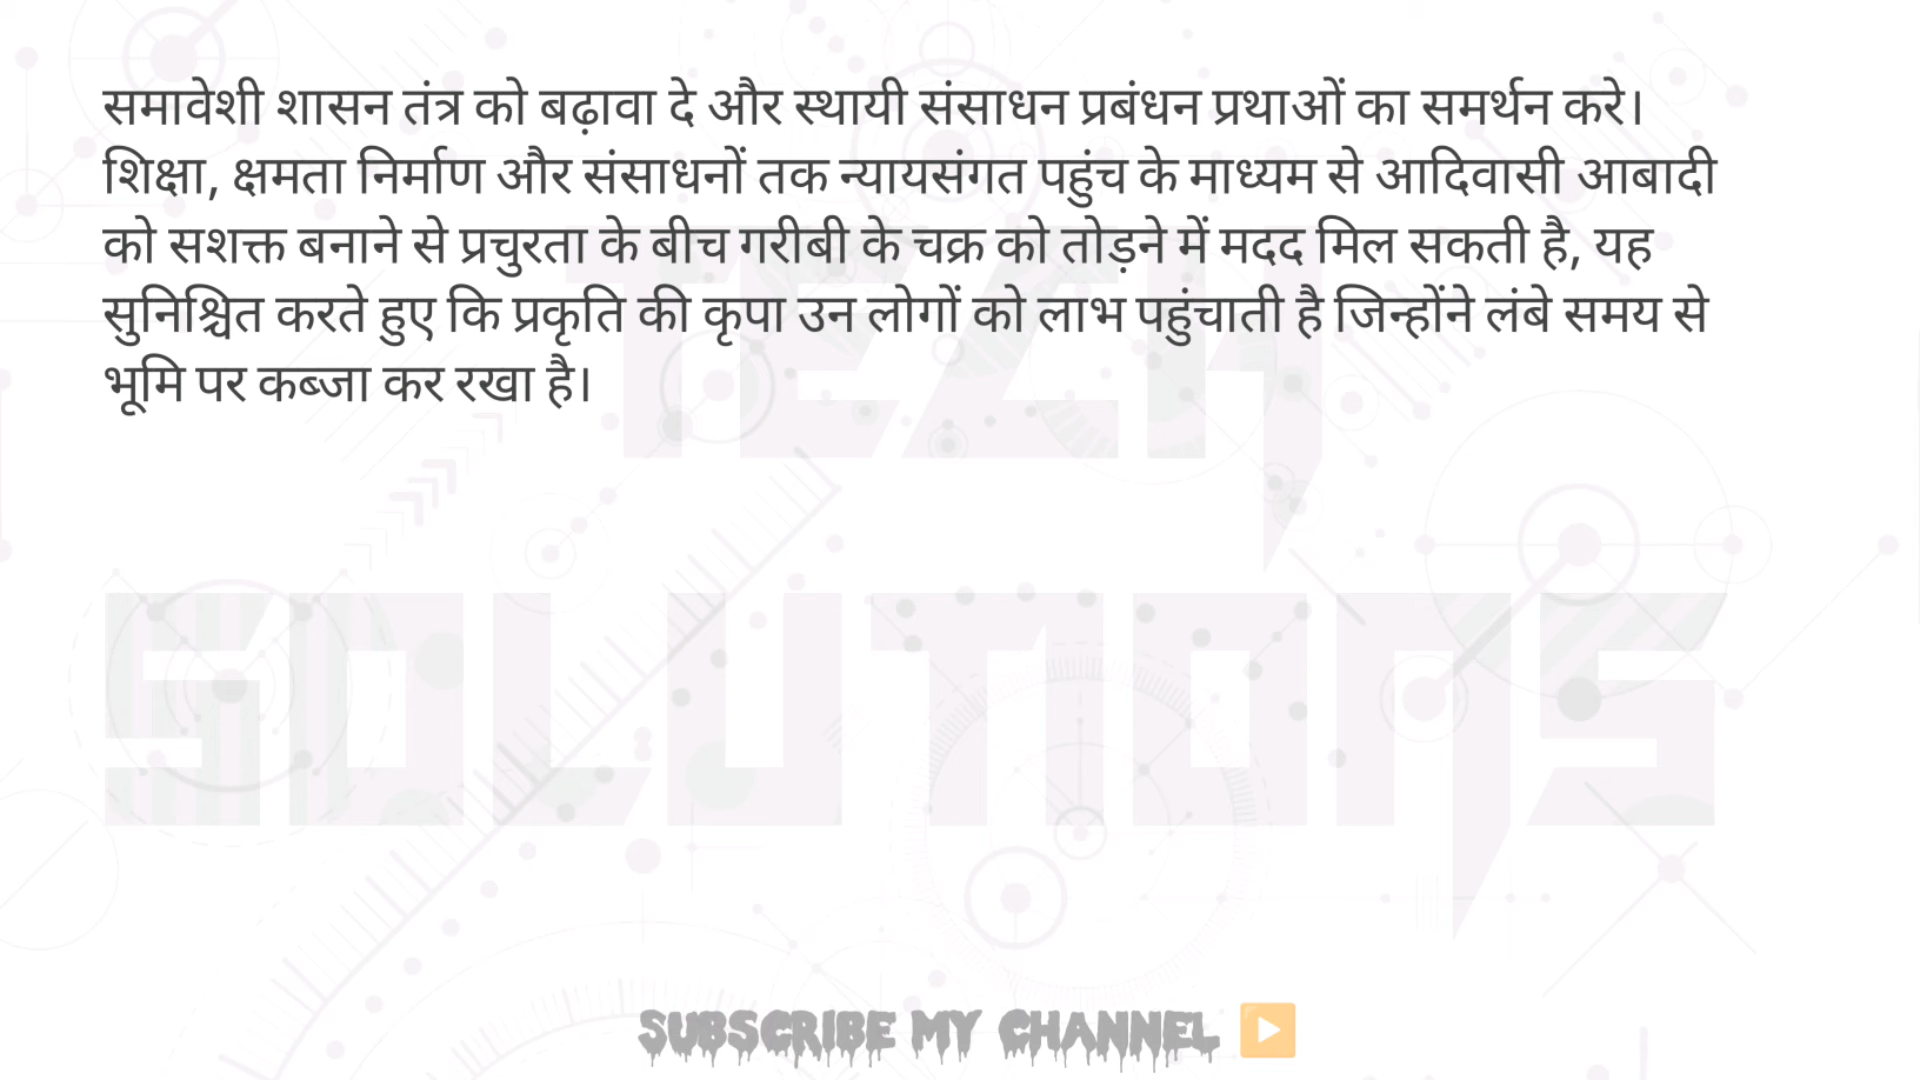 समावेशी शासन तंत्र को बढ़ावा दे और स्थायी संसाधन प्रबंधन प्रथाओं का समर्थन करे।
शिक्षा, क्षमता निर्माण और संसाधनों तक न्यायसंगत पहुंच के माध्यम से आदिवासी आबादी
को सशक्त बनाने से प्रचुरता के बीच गरीबी के चक्र को तोड़ने में मदद मिल सकती है, यह
सुनिश्चित करते हुए कि प्रकृति की कृपा उन लोगों को लाभ पहुंचाती है जिन्होंने लंबे समय से
भूमि पर कब्जा कर रखा है।
TEZH
SOLUTIONS
SUBSCRIBE MY CHANNEL